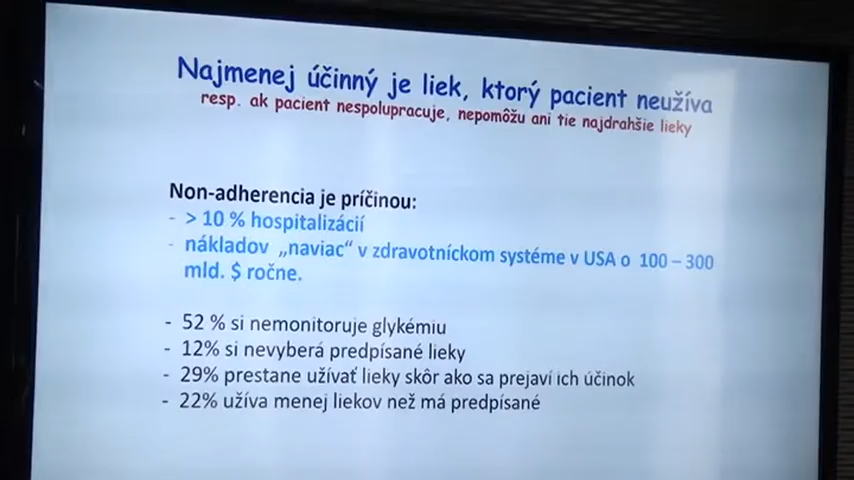 Najmenej účinný je liek, ktorý pacient neužíva
resp. ak pacient nespolupracuje, nepomôžu ani tie najdrahšie lieky
Non-adherencia je príčinou:
- > 10 % hospitalizácií
- nákladov „naviac“ v zdravotníckom systéme v USA o 100 – 300
mld. $ ročne.
- 52 % si nemonitoruje glykémiu
- 12% si nevyberá predpísané lieky
- 29% prestane užívať lieky skôr ako sa prejaví ich účinok
- 22% užíva menej liekov než má predpísané